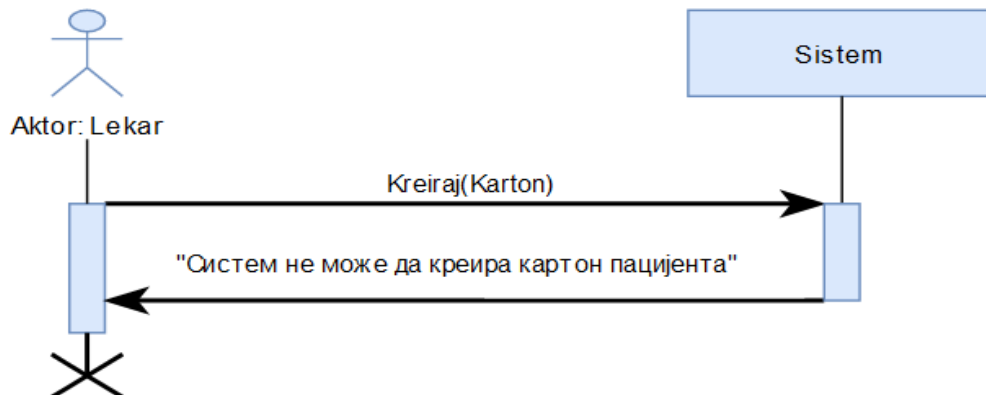 Sistem
Aktor: Lekar
Kreiraj(Karton)
"Систем не може да креира картон пацијента"